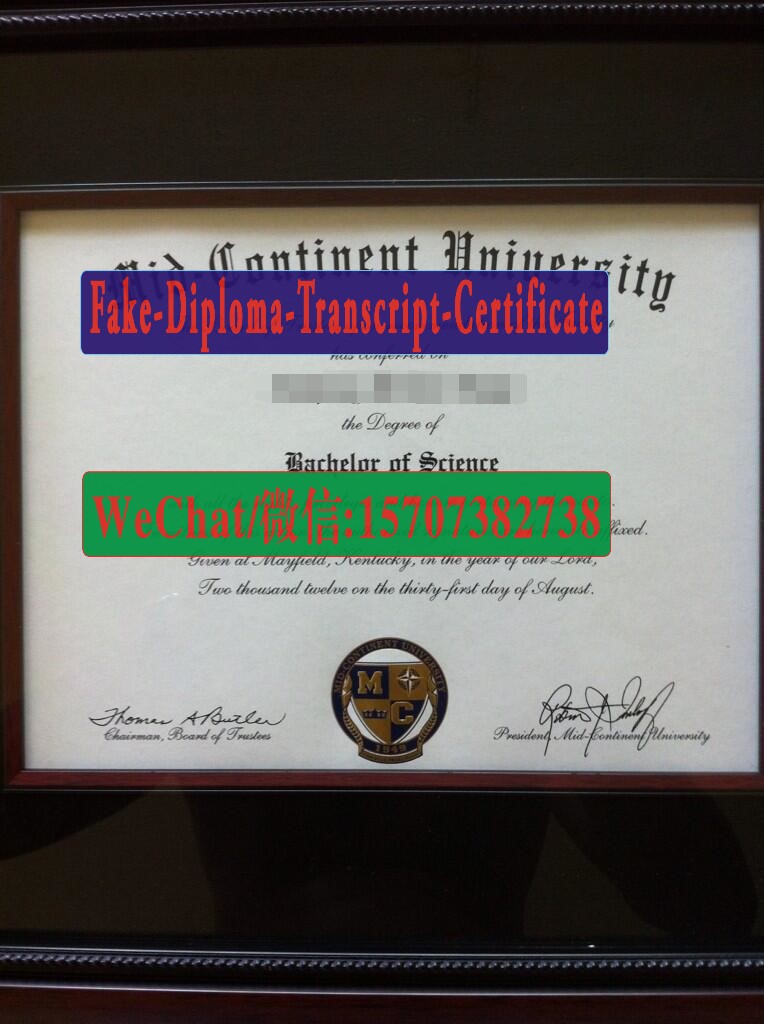 Mid-Continent University
Fake-Diploma-Transcript-Certificate
has conferred on
the Degree of
Bachelor of Science
WeChat/微信:15707382738
affixed.
Given at Mayfield, Kentucky, in the year of our Lord,
Two thousand twelve on the thirty-first day of August.
MID-CONTINENT UNIVERSITY
M
C
1949
Thomas A Butler
Chairman, Board of Trustees
President, Mid-Continent University